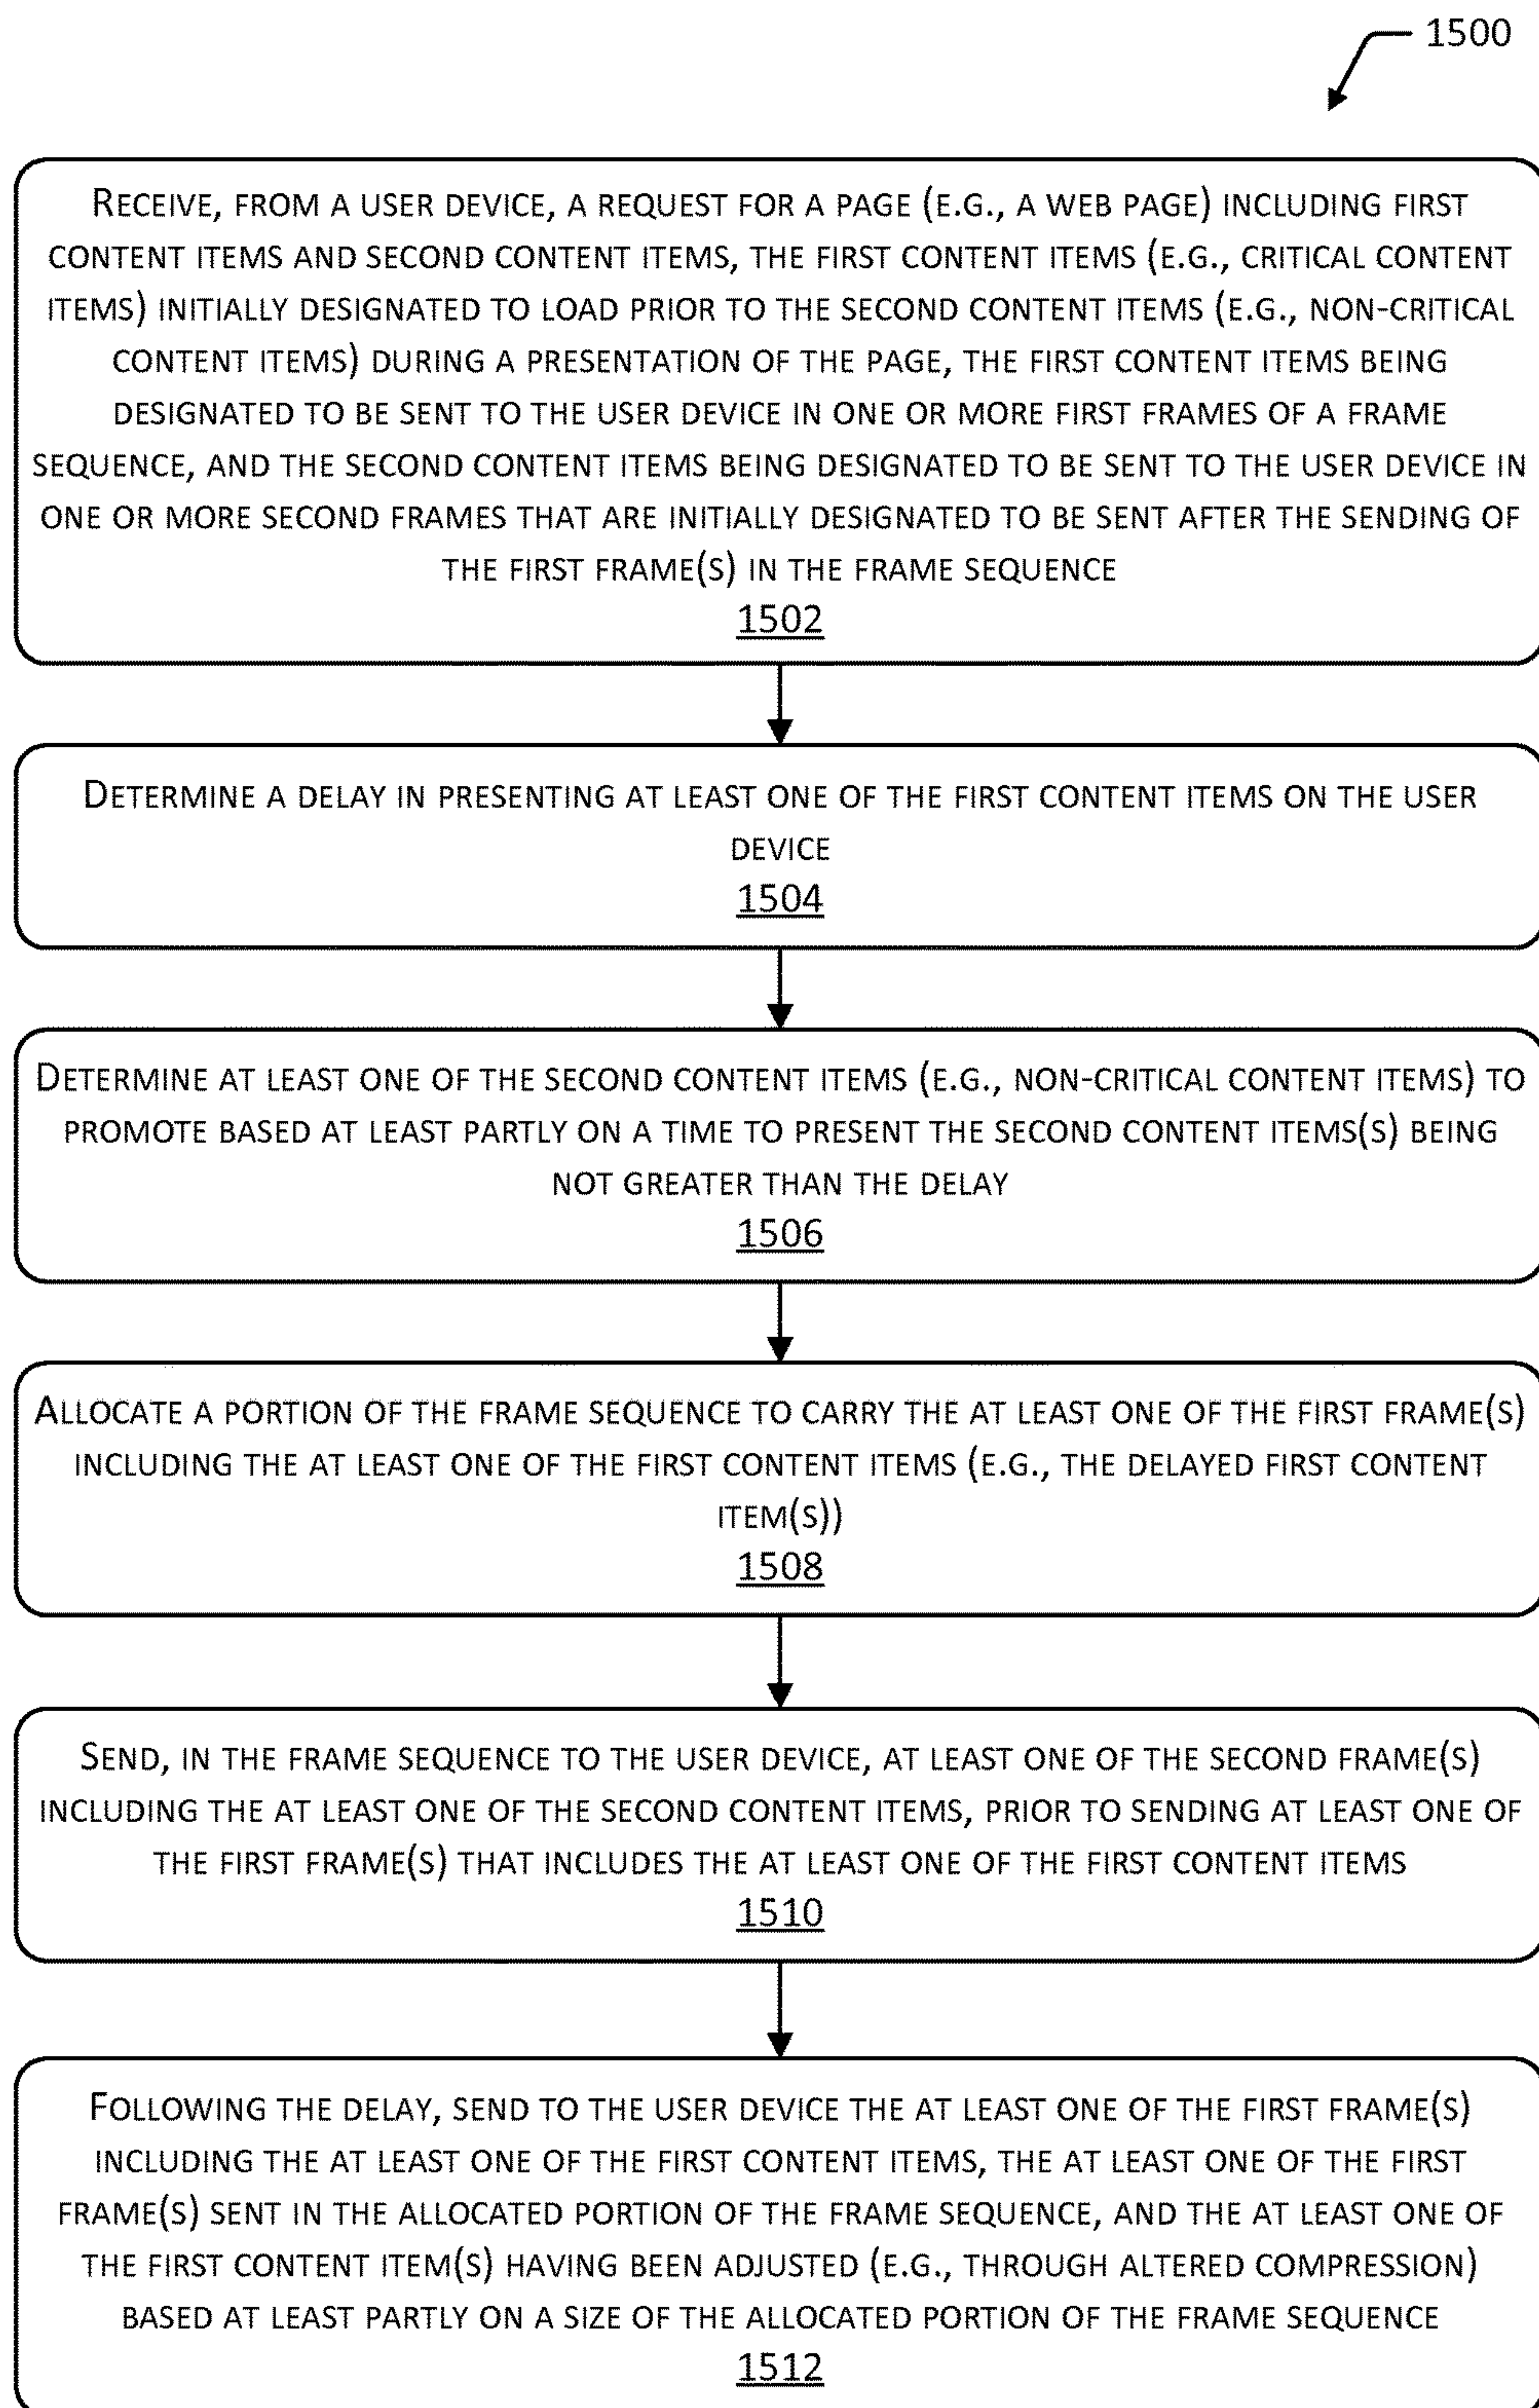 1500
RECEIVE, FROM A USER DEVICE, A REQUEST FOR A PAGE (E.G., A WEB PAGE) INCLUDING FIRST
CONTENT ITEMS AND SECOND CONTENT ITEMS, THE FIRST CONTENT ITEMS (E.G., CRITICAL CONTENT
ITEMS) INITIALLY DESIGNATED TO LOAD PRIOR TO THE SECOND CONTENT ITEMS (E.G., NON-CRITICAL
CONTENT ITEMS) DURING A PRESENTATION OF THE PAGE, THE FIRST CONTENT ITEMS BEING
DESIGNATED TO BE SENT TO THE USER DEVICE IN ONE OR MORE FIRST FRAMES OF A FRAME
SEQUENCE, AND THE SECOND CONTENT ITEMS BEING DESIGNATED TO BE SENT TO THE USER DEVICE IN
ONE OR MORE SECOND FRAMES THAT ARE INITIALLY DESIGNATED TO BE SENT AFTER THE SENDING OF
THE FIRST FRAME(S) IN THE FRAME SEQUENCE
1502
DETERMINE A DELAY IN PRESENTING AT LEAST ONE OF THE FIRST CONTENT ITEMS ON THE USER
DEVICE
1504
DETERMINE AT LEAST ONE OF THE SECOND CONTENT ITEMS (E.G., NON-CRITICAL CONTENT ITEMS) TO
PROMOTE BASED AT LEAST PARTLY ON A TIME TO PRESENT THE SECOND CONTENT ITEMS(S) BEING
NOT GREATER THAN THE DELAY
1506
ALLOCATE A PORTION OF THE FRAME SEQUENCE TO CARRY THE AT LEAST ONE OF THE FIRST FRAME(S)
INCLUDING THE AT LEAST ONE OF THE FIRST CONTENT ITEMS (E.G., THE DELAYED FIRST CONTENT
ITEM(S))
1508
SEND, IN THE FRAME SEQUENCE TO THE USER DEVICE, AT LEAST ONE OF THE SECOND FRAME(S)
INCLUDING THE AT LEAST ONE OF THE SECOND CONTENT ITEMS, PRIOR TO SENDING AT LEAST ONE OF
THE FIRST FRAME(S) THAT INCLUDES THE AT LEAST ONE OF THE FIRST CONTENT ITEMS
1510
FOLLOWING THE DELAY, SEND TO THE USER DEVICE THE AT LEAST ONE OF THE FIRST FRAME(S)
INCLUDING THE AT LEAST ONE OF THE FIRST CONTENT ITEMS, THE AT LEAST ONE OF THE FIRST
FRAME(S) SENT IN THE ALLOCATED PORTION OF THE FRAME SEQUENCE, AND THE AT LEAST ONE OF
THE FIRST CONTENT ITEM(S) HAVING BEEN ADJUSTED (E.G., THROUGH ALTERED COMPRESSION)
BASED AT LEAST PARTLY ON A SIZE OF THE ALLOCATED PORTION OF THE FRAME SEQUENCE
1512